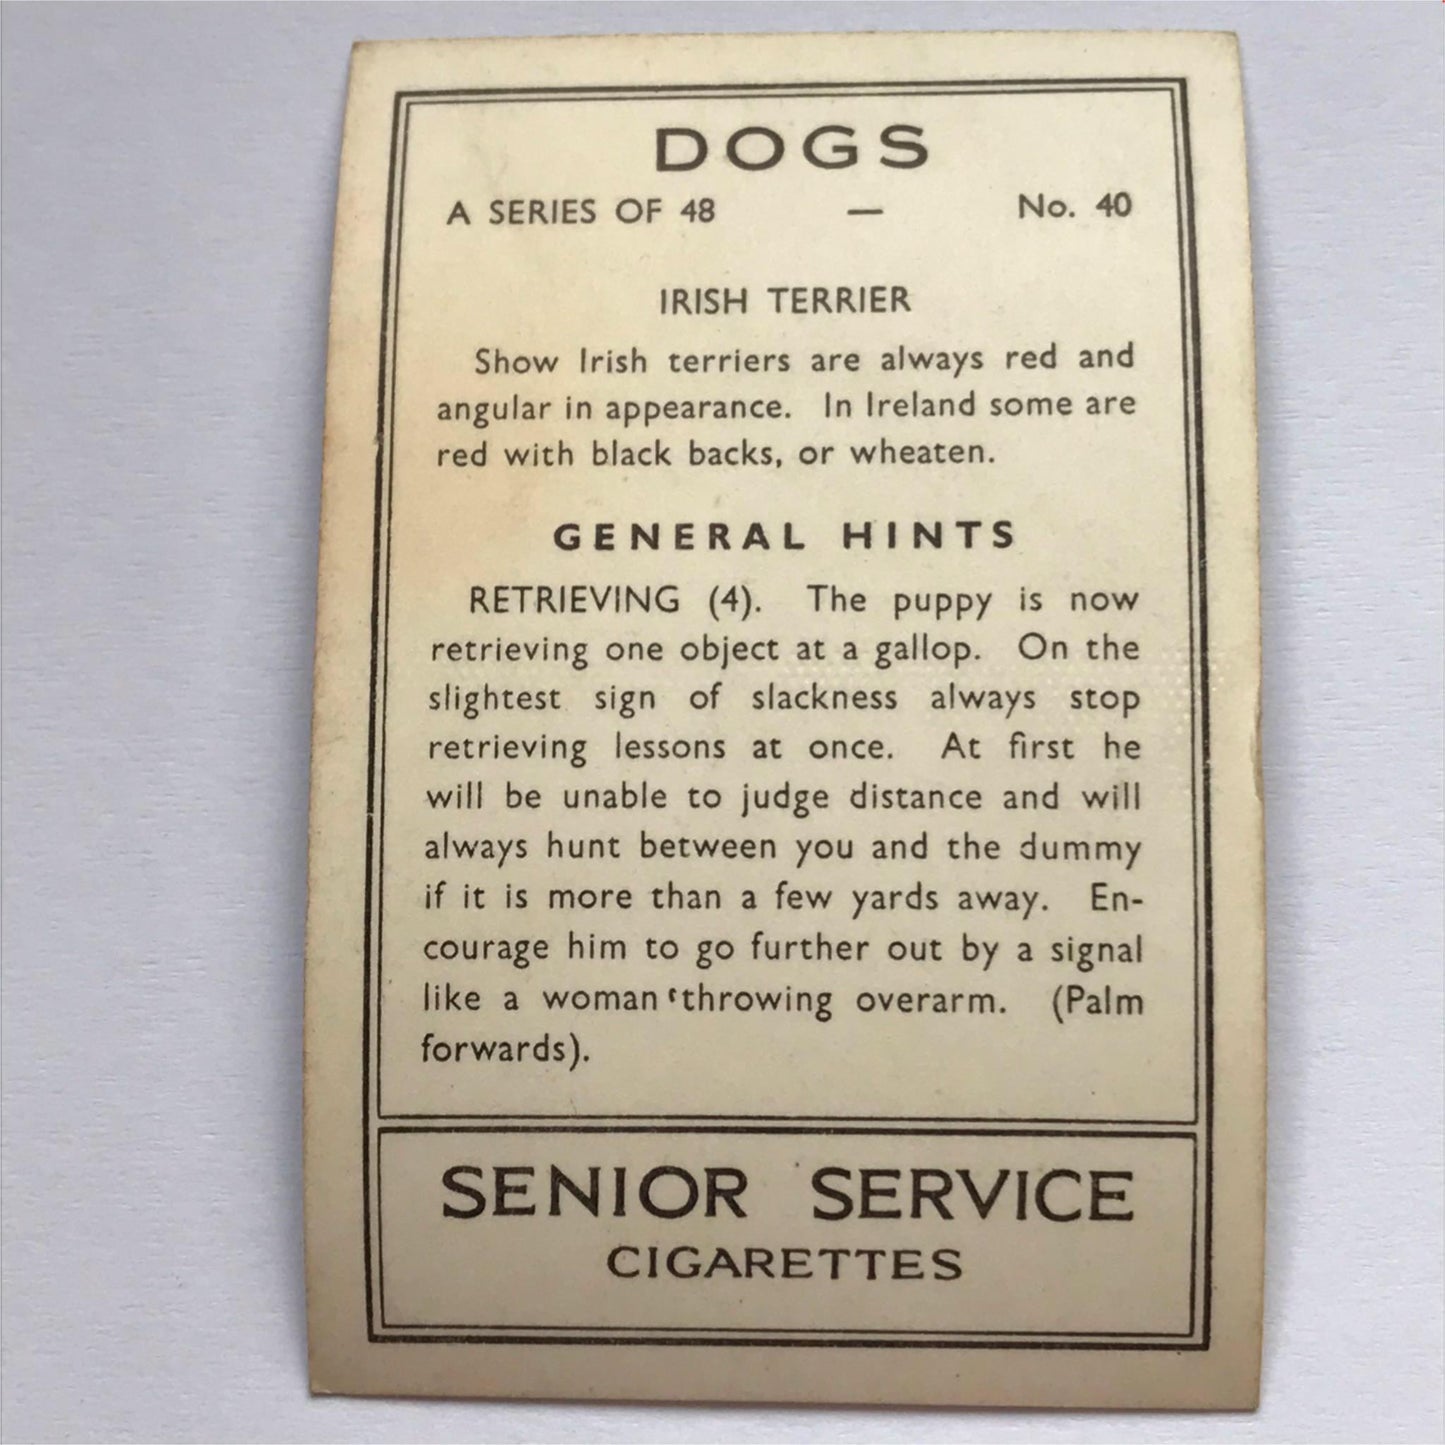 DOGS
A SERIES OF 48 — No. 40
IRISH TERRIER
Show Irish terriers are always red and
angular in appearance. In Ireland some are
red with black backs, or wheaten.
GENERAL HINTS
RETRIEVING (4). The puppy is now
retrieving one object at a gallop. On the
slightest sign of slackness always stop
retrieving lessons at once. At first he
will be unable to judge distance and will
always hunt between you and the dummy
if it is more than a few yards away. En-
courage him to go further out by a signal
like a woman throwing overarm. (Palm
forwards).
SENIOR SERVICE
CIGARETTES